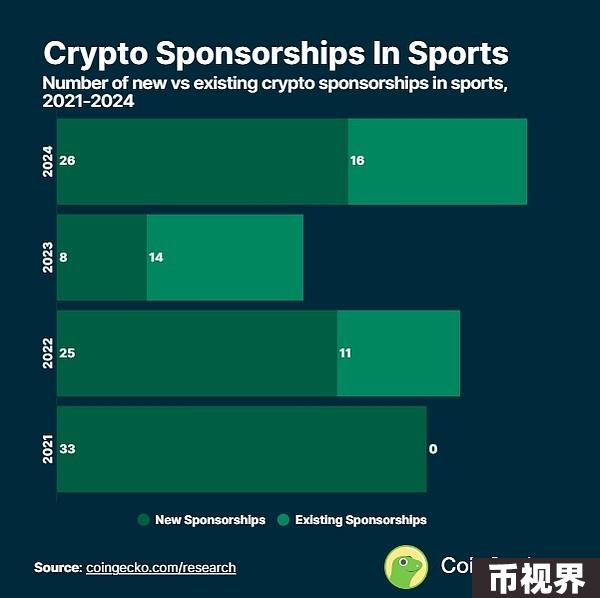 Crypto Sponsorships In Sports
Number of new vs existing crypto sponsorships in sports,
2021-2024
2024
26
16
2023
8
14
2022
25
11
2021
33
0
New Sponsorships
Existing Sponsorships
Source: coingecko.com/research
币视界